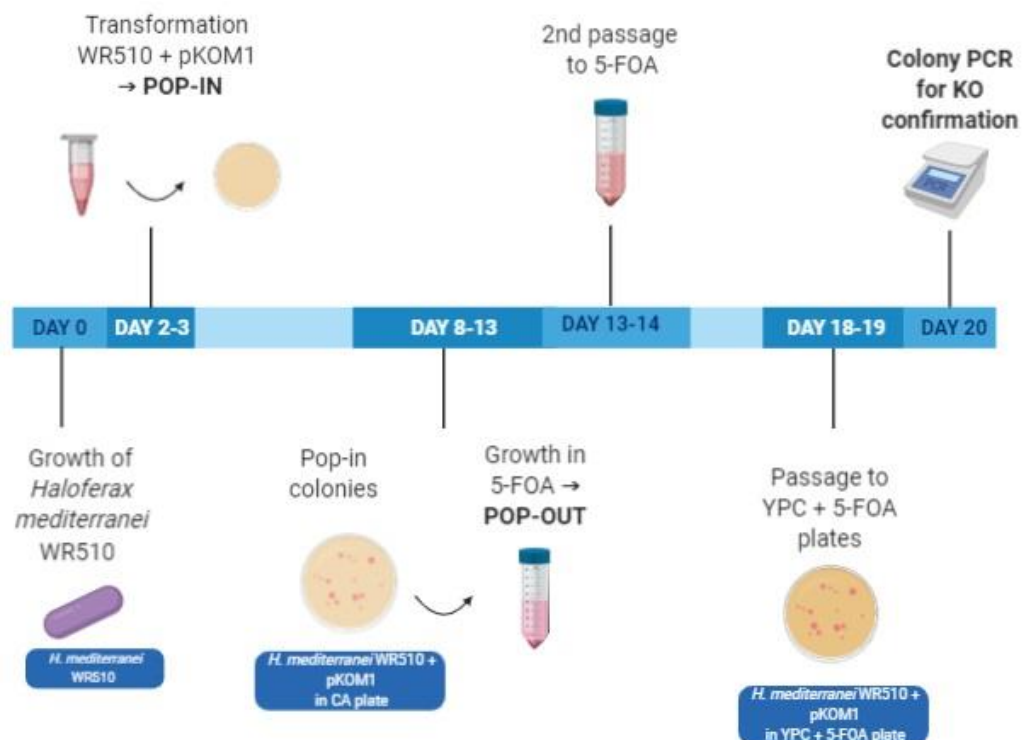 Transformation
WR510 + pKOM1
→ POP-IN
2nd passage
to 5-FOA
Colony PCR
for KO
confirmation
PCR
DAY 0
DAY 2-3
DAY 8-13
DAY 13-14
DAY 18-19
DAY 20
Growth of
Haloferax
mediterranei
WR510
H. mediterranei
WR510
Pop-in
colonies
H. mediterranei WR510 +
pKOM1
in CA plate
Growth in
5-FOA →
POP-OUT
Passage to
YPC + 5-FOA
plates
H. mediterranei WR510 +
pKOM1
in YPC + 5-FOA plate